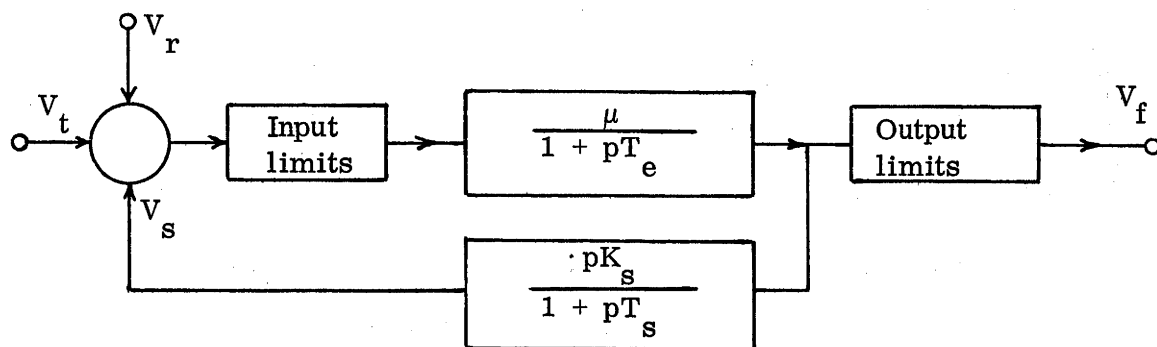 V_r
V_t
Input
limits
μ
1 + pT_e
Output
limits
V_f
V_s
pK_s
1 + pT_s